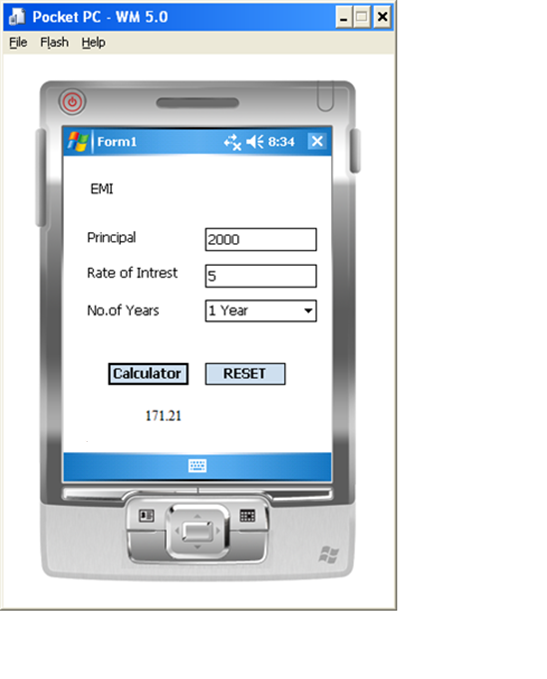 Pocket PC - WM 5.0
File Flash Help
Form1 8:34
EMI
Principal 2000
Rate of Intrest 5
No.of Years 1 Year
Calculator RESET
171.21